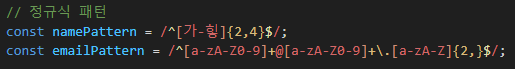 // 정규식 패턴
const namePattern = /^[가-힣]{2,4}$/;
const emailPattern = /^[a-zA-Z0-9]+@[a-zA-Z0-9]+\.[a-zA-Z]{2,}$/;